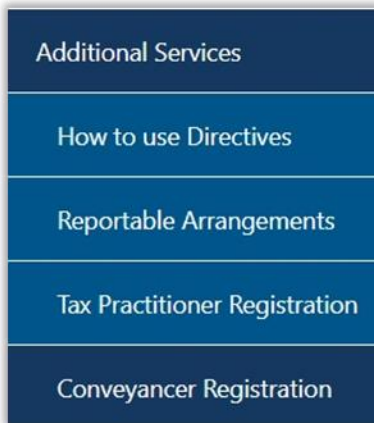 Additional Services
How to use Directives
Reportable Arrangements
Tax Practitioner Registration
Conveyancer Registration